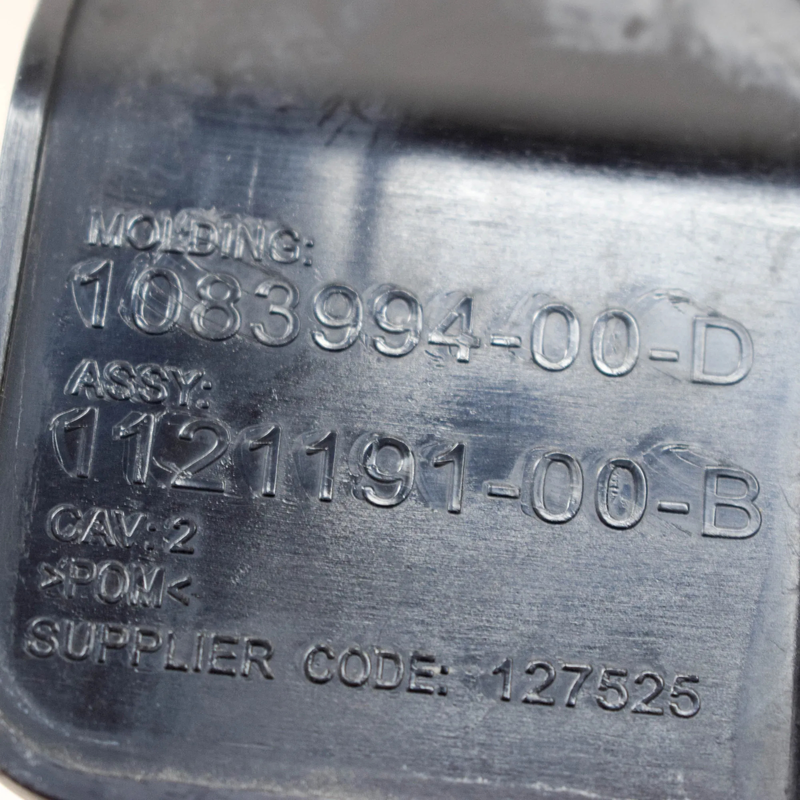 MOLDING:
1083994-00-D
ASSY:
1121191-00-B
CAV: 2
>POM<
SUPPLIER CODE: 127525